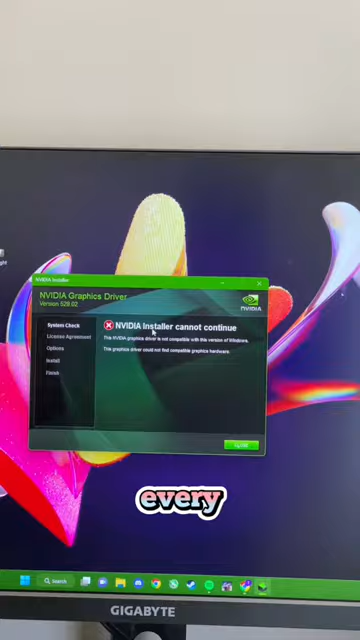 NVIDIA Installer
NVIDIA Graphics Driver
Version 528.02
NVIDIA
System Check
License Agreement
Options
Install
Finish
NVIDIA Installer cannot continue
This NVIDIA graphics driver is not compatible with this version of Windows.
This graphics driver could not find compatible graphics hardware.
every
Search
GIGABYTE